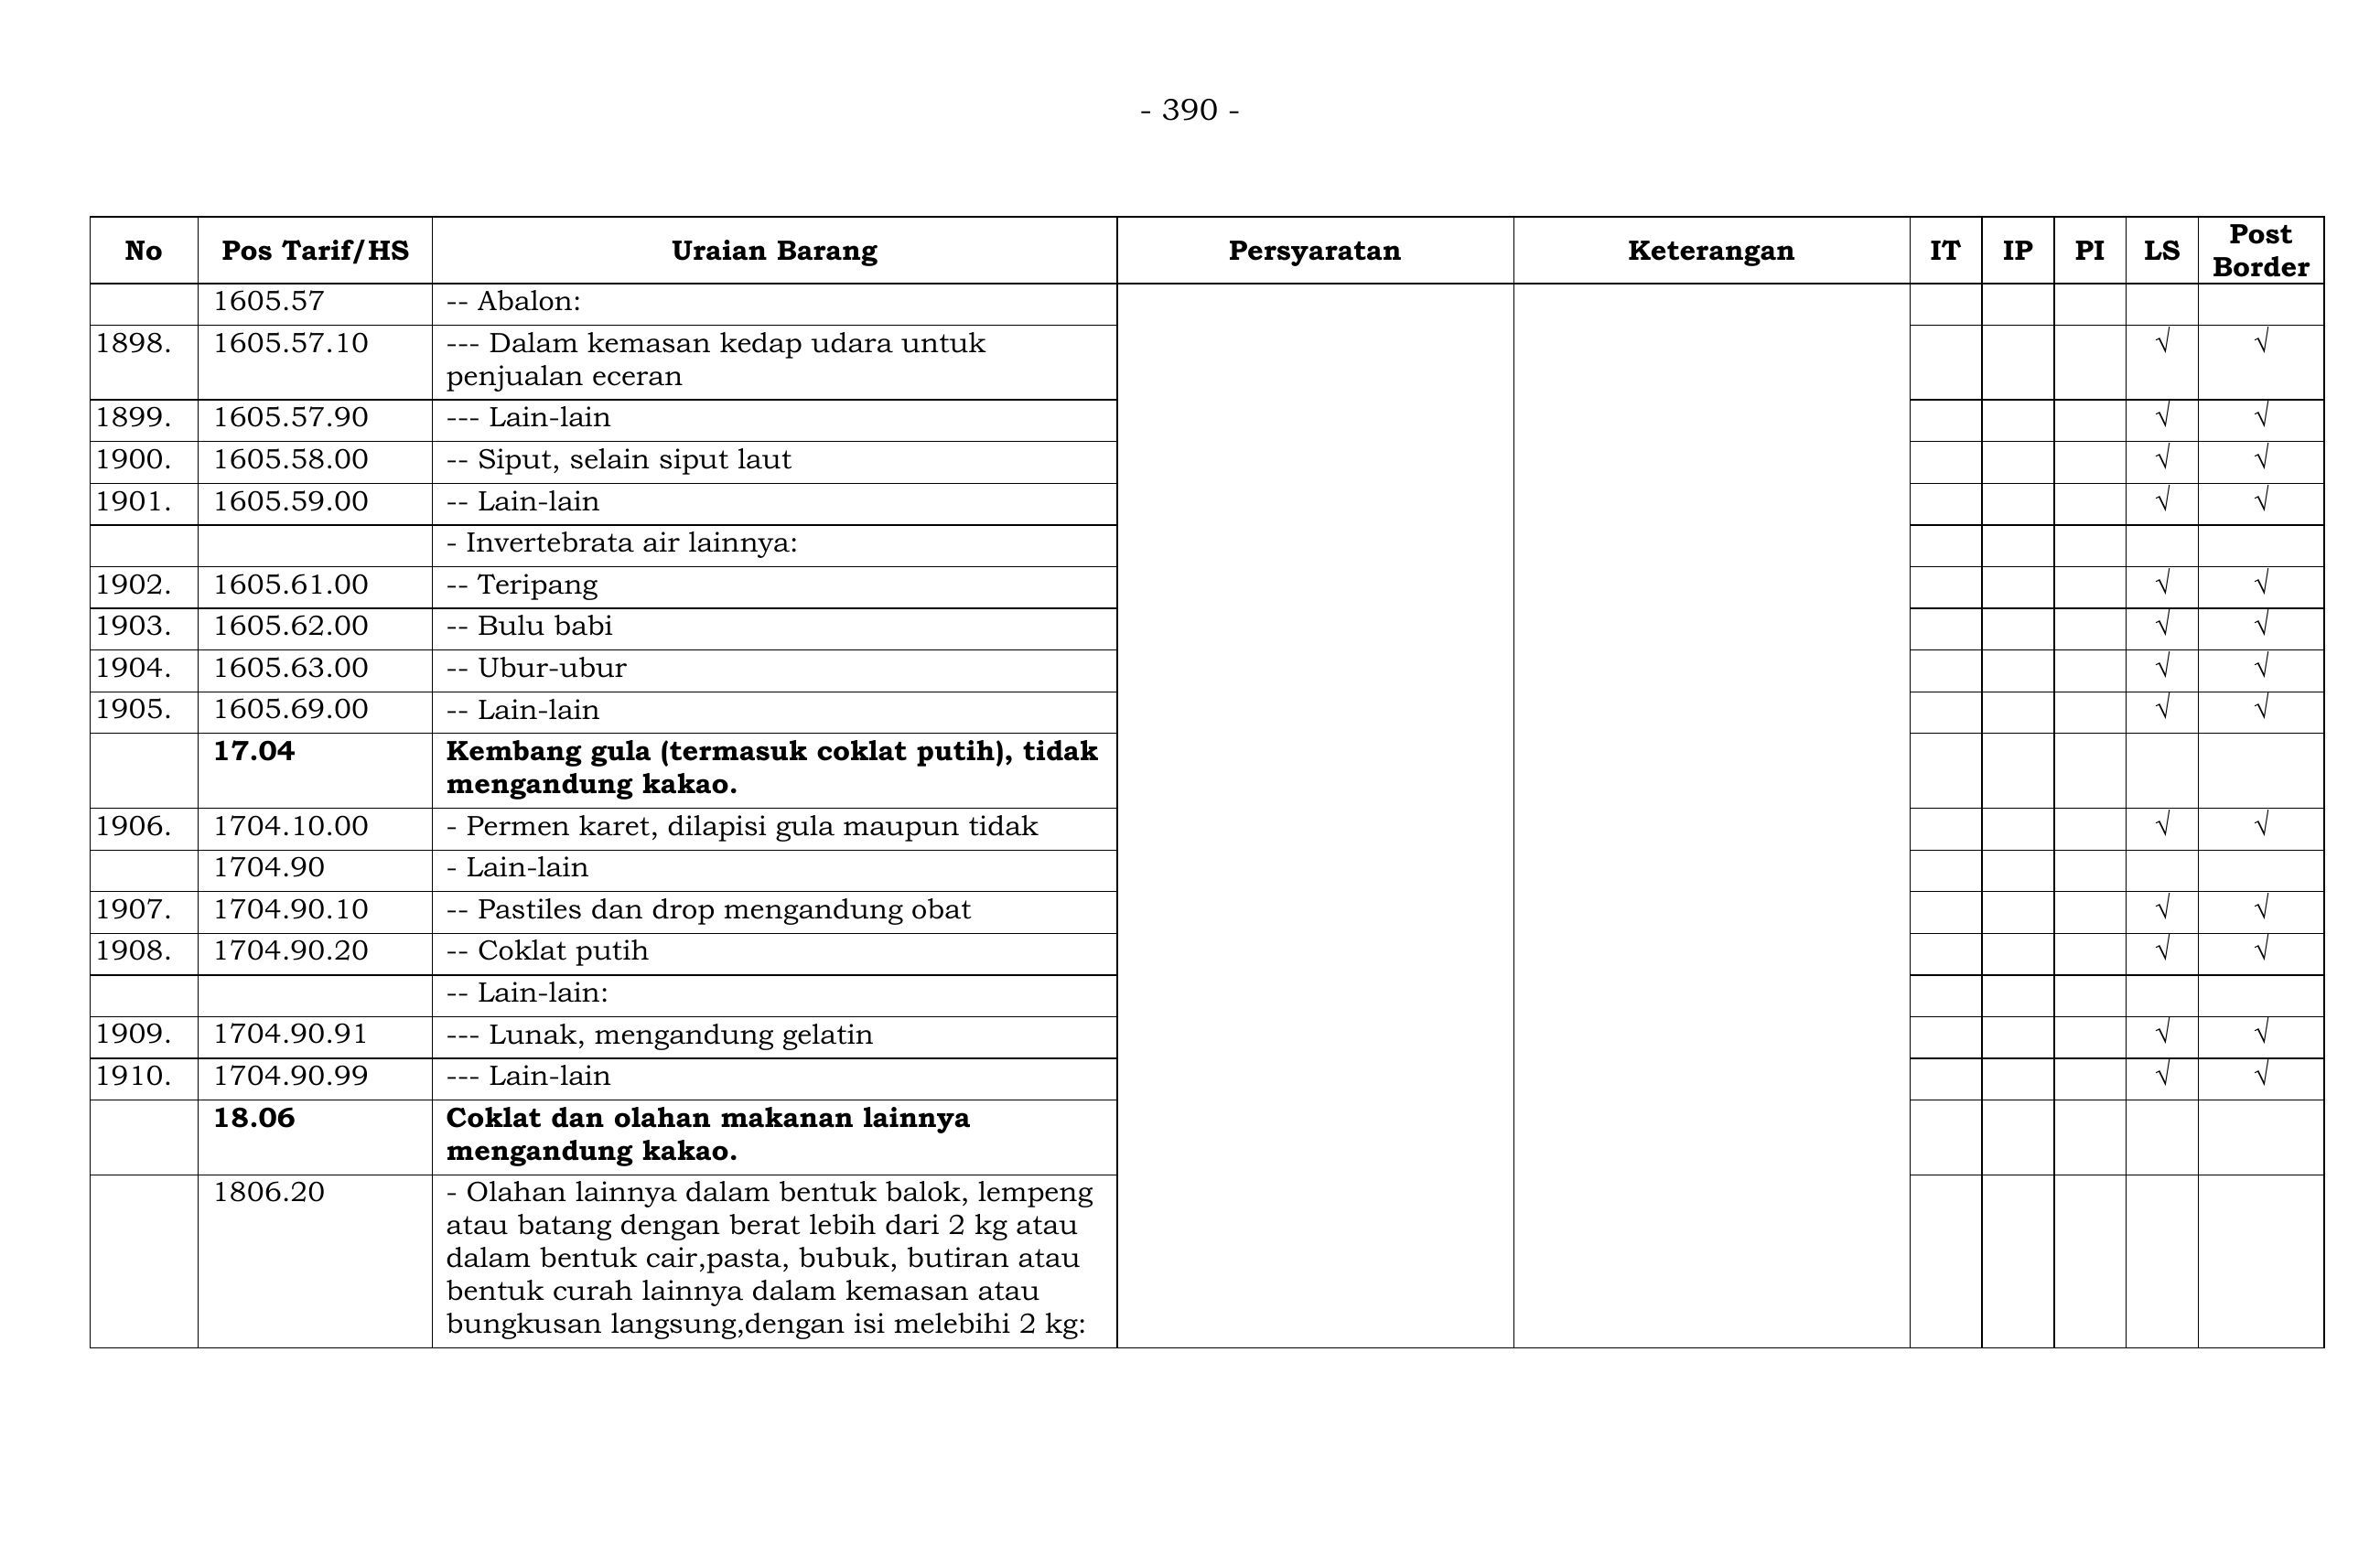 - 390 -
No Pos Tarif/HS Uraian Barang Persyaratan Keterangan IT IP PI LS Post Border
1605.57 -- Abalon:
1898. 1605.57.10 --- Dalam kemasan kedap udara untuk √ √
penjualan eceran
1899. 1605.57.90 --- Lain-lain √ √
1900. 1605.58.00 -- Siput, selain siput laut √ √
1901. 1605.59.00 -- Lain-lain √ √
- Invertebrata air lainnya:
1902. 1605.61.00 -- Teripang √ √
1903. 1605.62.00 -- Bulu babi √ √
1904. 1605.63.00 -- Ubur-ubur √ √
1905. 1605.69.00 -- Lain-lain √ √
17.04 Kembang gula (termasuk coklat putih), tidak
mengandung kakao.
1906. 1704.10.00 - Permen karet, dilapisi gula maupun tidak √ √
1704.90 - Lain-lain
1907. 1704.90.10 -- Pastiles dan drop mengandung obat √ √
1908. 1704.90.20 -- Coklat putih √ √
-- Lain-lain:
1909. 1704.90.91 --- Lunak, mengandung gelatin √ √
1910. 1704.90.99 --- Lain-lain √ √
18.06 Coklat dan olahan makanan lainnya
mengandung kakao.
1806.20 - Olahan lainnya dalam bentuk balok, lempeng
atau batang dengan berat lebih dari 2 kg atau
dalam bentuk cair,pasta, bubuk, butiran atau
bentuk curah lainnya dalam kemasan atau
bungkusan langsung,dengan isi melebihi 2 kg: